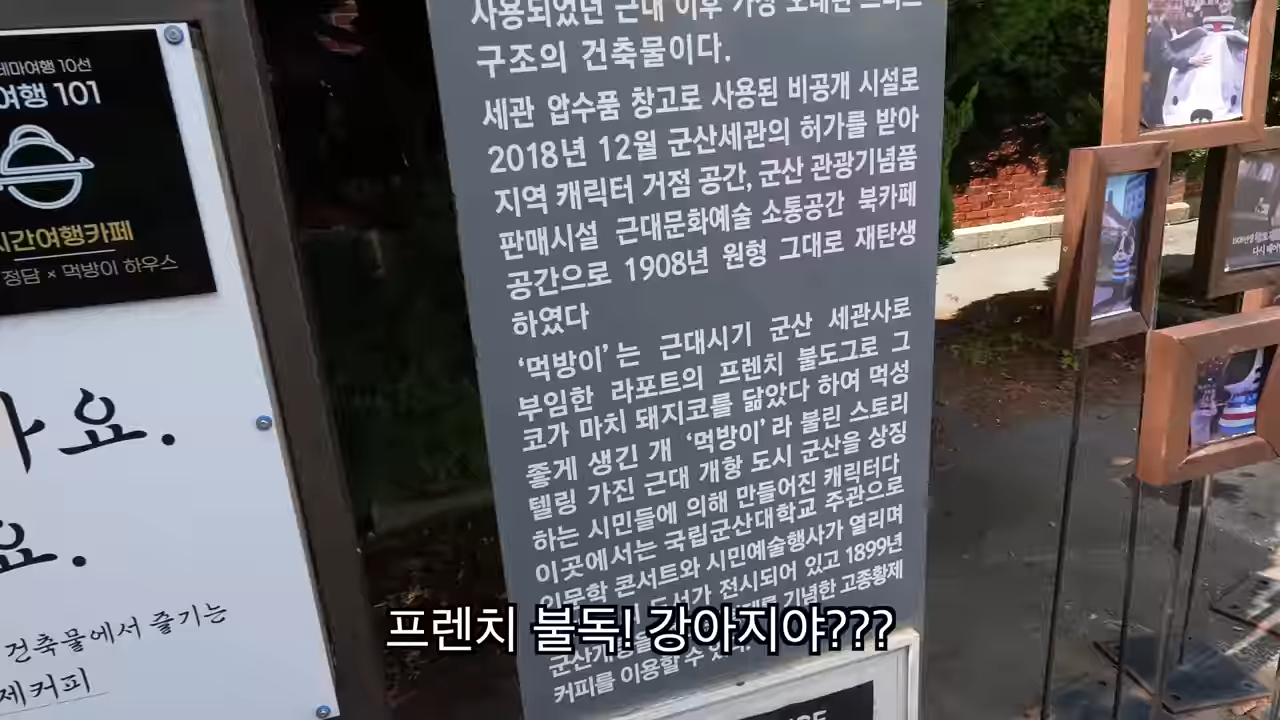 테마여행 10선
여행 101
시간여행카페
정담 × 먹방이 하우스
요.
요.
건축물에서 즐기는
제커피
사용되었던 근대 이후 가장 오래된
구조의 건축물이다.
세관 압수품 창고로 사용된 비공개 시설로
2018년 12월 군산세관의 허가를 받아
지역 캐릭터 거점 공간, 군산 관광기념품
판매시설 근대문화예술 소통공간 북카페
공간으로 1908년 원형 그대로 재탄생
하였다
‘먹방이’는 근대시기 군산 세관사로
부임한 라포트의 프렌치 불도그로 그
코가 마치 돼지코를 닮았다 하여 먹성
좋게 생긴 개 ‘먹방이’라 불린 스토리
텔링 가진 근대 개항 도시 군산을 상징
하는 시민들에 의해 만들어진 캐릭터다
이곳에서는 국립군산대학교 주관으로
인문학 콘서트와 시민예술행사가 열리며
도서가 전시되어 있고 1899년
군산개항을 기념한 고종황제
커피를 이용할 수
프렌치 불독! 강아지야???